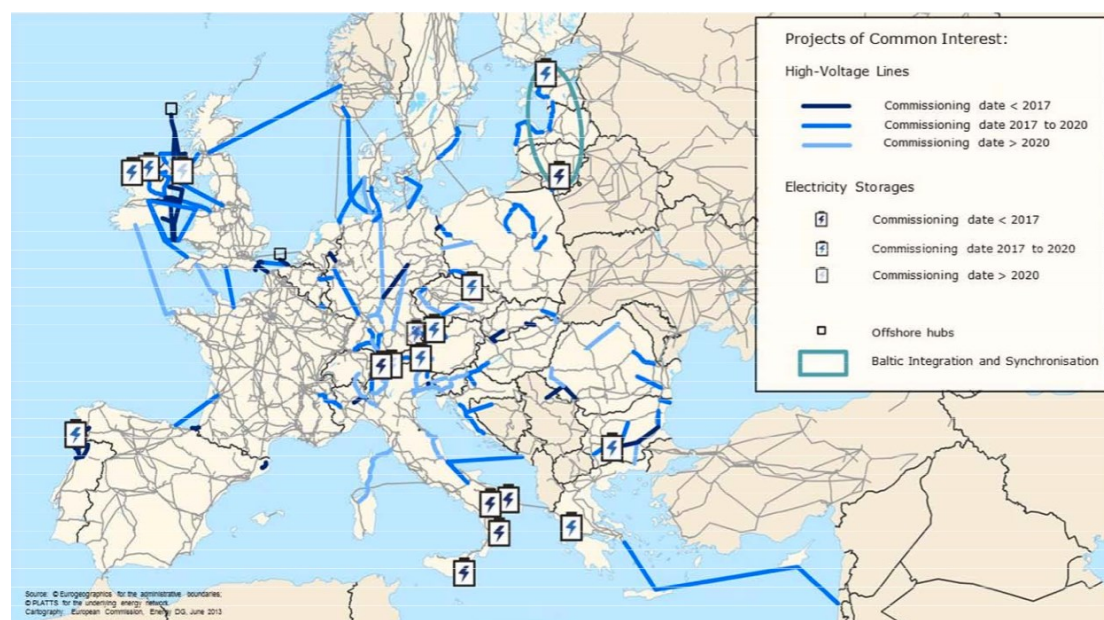 Projects of Common Interest:
High-Voltage Lines
Commissioning date < 2017
Commissioning date 2017 to 2020
Commissioning date > 2020
Electricity Storages
Commissioning date < 2017
Commissioning date 2017 to 2020
Commissioning date > 2020
Offshore hubs
Baltic Integration and Synchronisation
Source: © Eurogeographics for the administrative boundaries;
© PLATTS for the underlying energy network.
Cartography: European Commission, Energy DG, June 2013